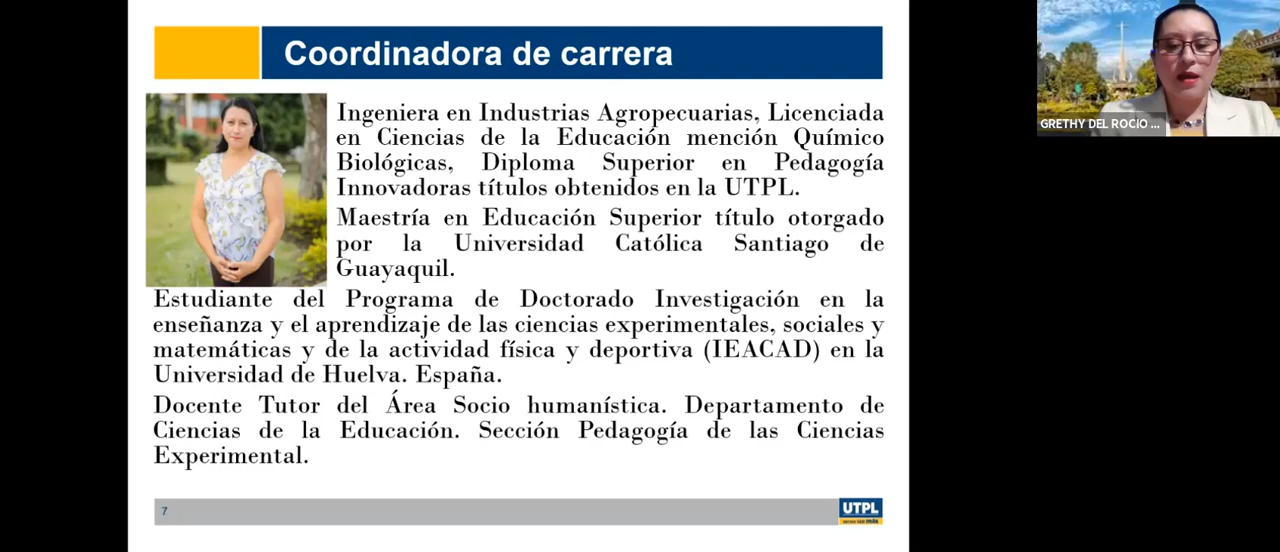 Coordinadora de carrera
Ingeniera en Industrias Agropecuarias, Licenciada
en Ciencias de la Educación mención Químico
Biológicas, Diploma Superior en Pedagogía
Innovadoras títulos obtenidos en la UTPL.
Maestría en Educación Superior título otorgado
por la Universidad Católica Santiago de
Guayaquil.
Estudiante del Programa de Doctorado Investigación en la
enseñanza y el aprendizaje de las ciencias experimentales, sociales y
matemáticas y de la actividad física y deportiva (IEACAD) en la
Universidad de Huelva. España.
Docente Tutor del Área Socio humanística. Departamento de
Ciencias de la Educación. Sección Pedagogía de las Ciencias
Experimental.
7
UTPL
GRETHY DEL ROCÍO ...